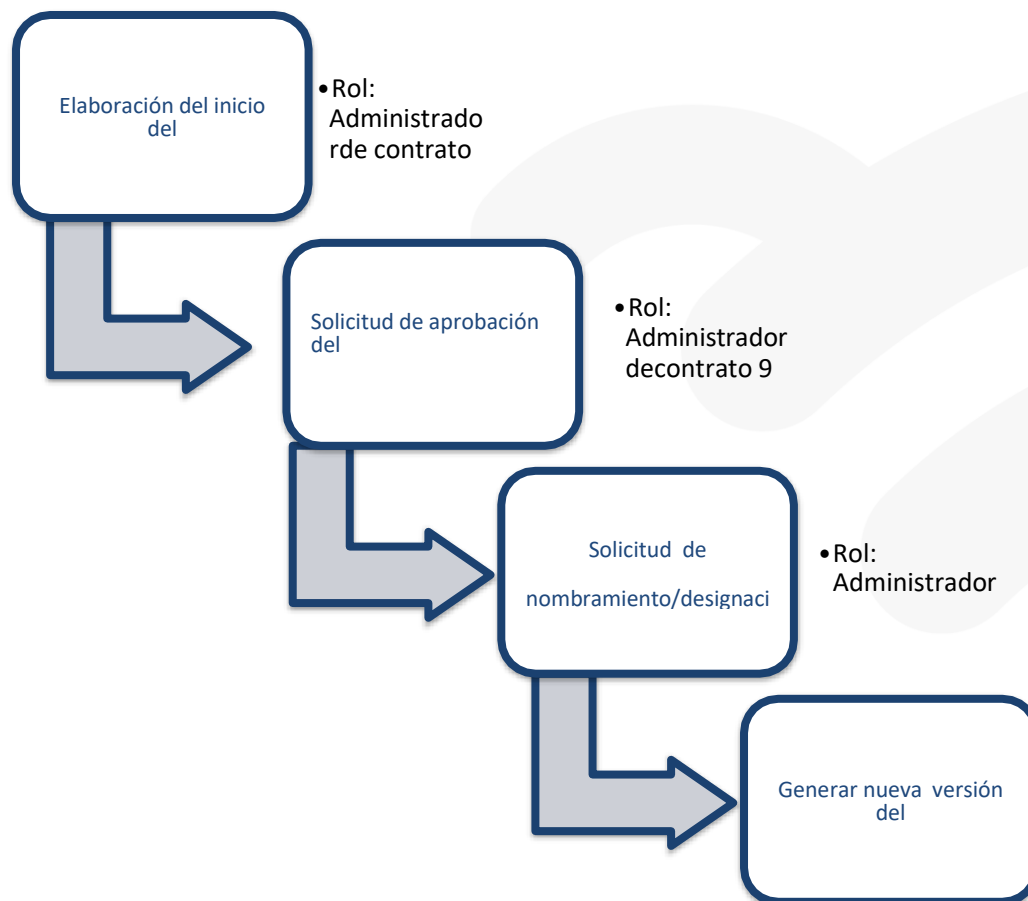 Elaboración del inicio
del
•Rol:
Administrado
rde contrato
Solicitud de aprobación
del
•Rol:
Administrador
decontrato 9
Solicitud de
nombramiento/designaci
•Rol:
Administrador
Generar nueva versión
del